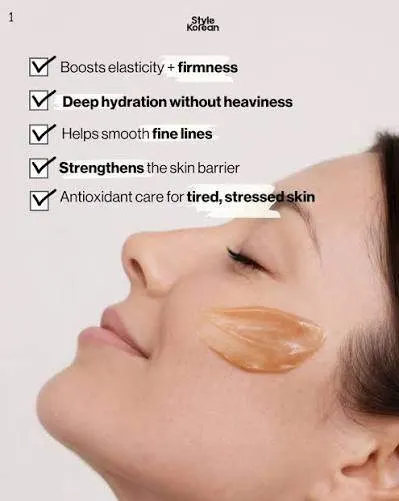 1
Style
Korean
Boosts elasticity + firmness
Deep hydration without heaviness
Helps smooth fine lines
Strengthens the skin barrier
Antioxidant care for tired, stressed skin